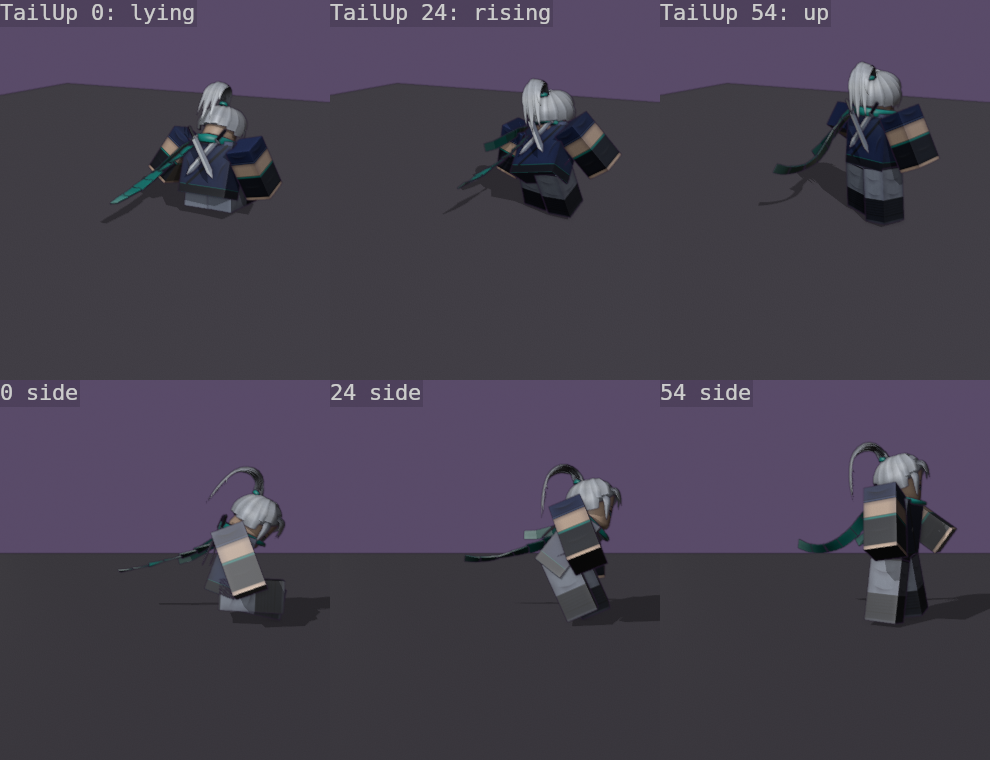 TailUp 0: lying
TailUp 24: rising
TailUp 54: up
0 side
24 side
54 side